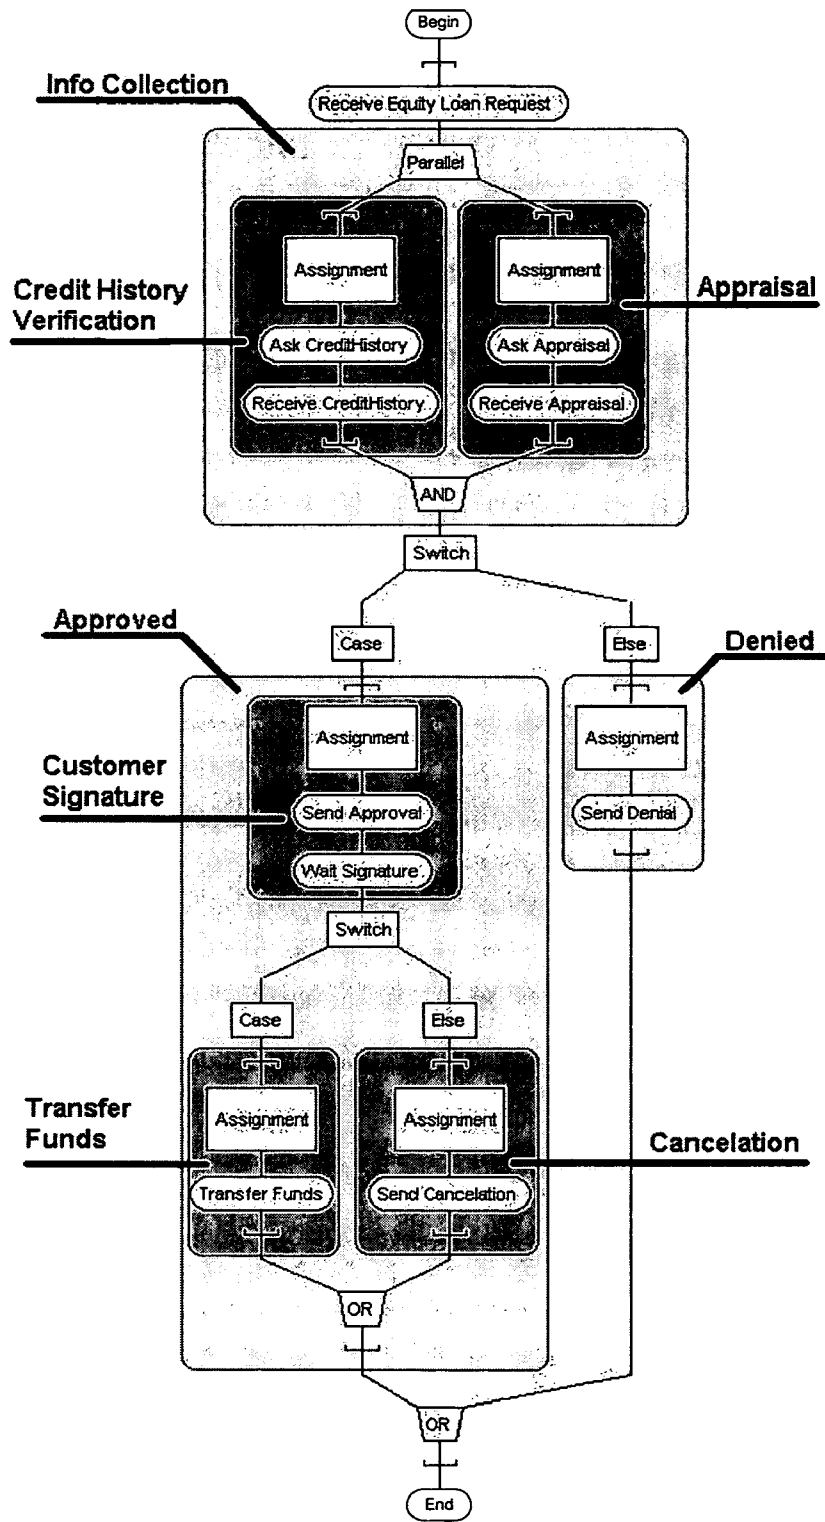 Begin
Info Collection
Receive Equity Loan Request
Parallel
Assignment
Assignment
Credit History
Verification
Appraisal
Ask CreditHistory
Ask Appraisal
Receive CreditHistory
Receive Appraisal
AND
Switch
Approved
Case
Else
Denied
Assignment
Assignment
Customer
Signature
Send Approval
Send Denial
Wait Signature
Switch
Case
Else
Transfer
Funds
Assignment
Assignment
Cancelation
Transfer Funds
Send Cancelation
OR
OR
End